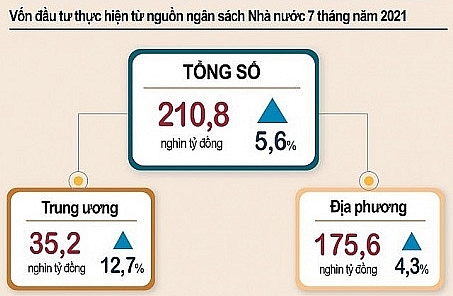 Vốn đầu tư thực hiện từ nguồn ngân sách Nhà nước 7 tháng năm 2021
TỔNG SỐ
210,8
nghìn tỷ đồng
5,6%
Trung ương
35,2
nghìn tỷ đồng
12,7%
Địa phương
175,6
nghìn tỷ đồng
4,3%